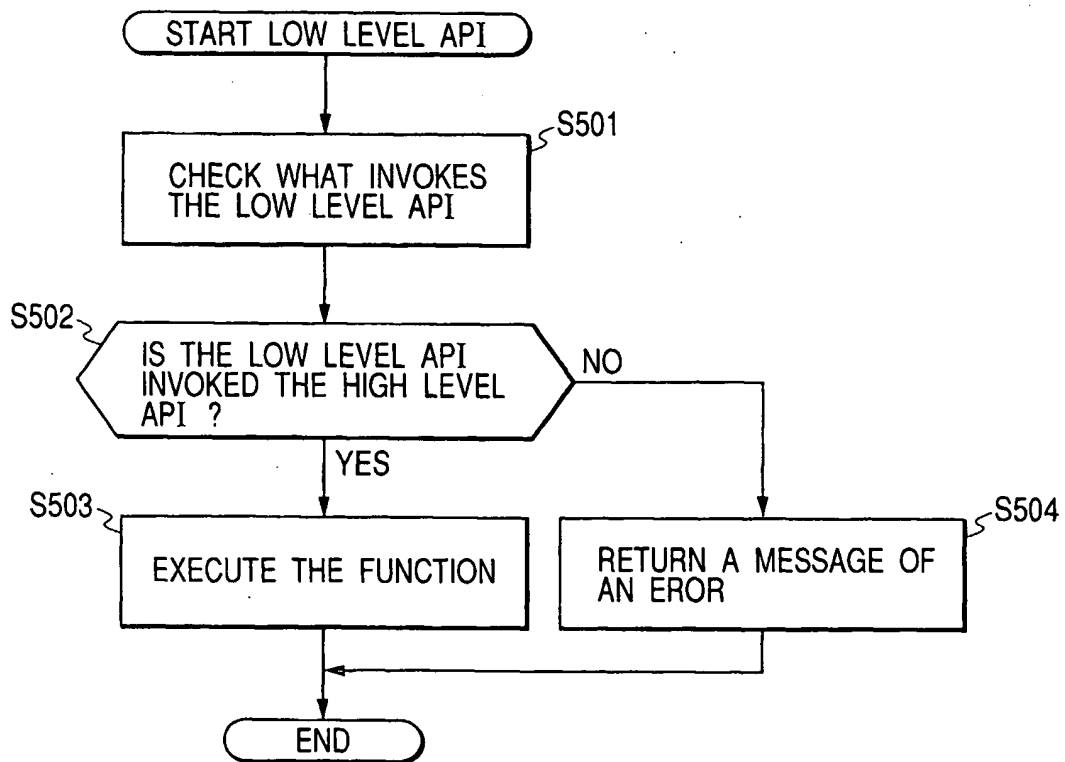 START LOW LEVEL API
S501
CHECK WHAT INVOKES
THE LOW LEVEL API
S502
IS THE LOW LEVEL API
INVOKED THE HIGH LEVEL
API ?
NO
YES
S503
EXECUTE THE FUNCTION
S504
RETURN A MESSAGE OF
AN EROR
END